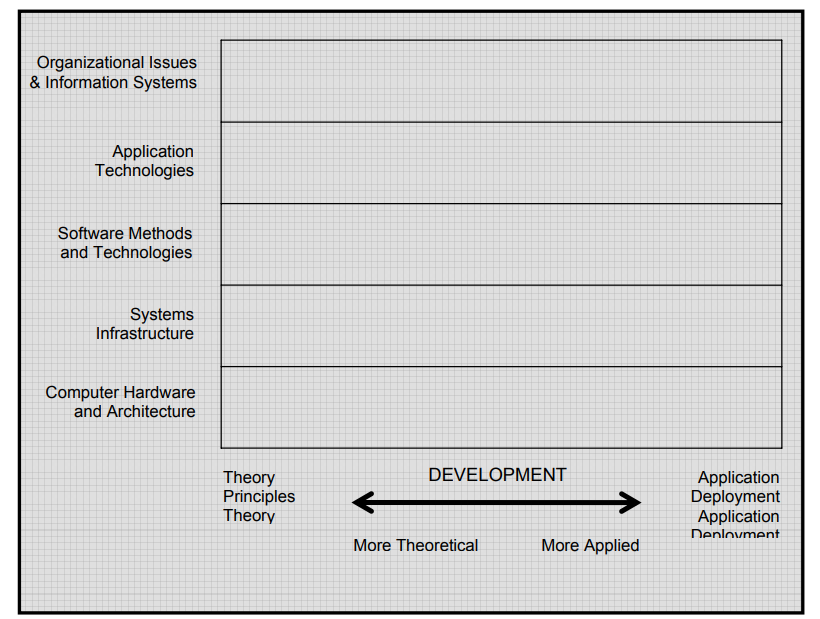 Organizational Issues
& Information Systems
Application
Technologies
Software Methods
and Technologies
Systems
Infrastructure
Computer Hardware
and Architecture
Theory
Principles
Theory
DEVELOPMENT
Application
Deployment
Application
Deployment
More Theoretical
More Applied